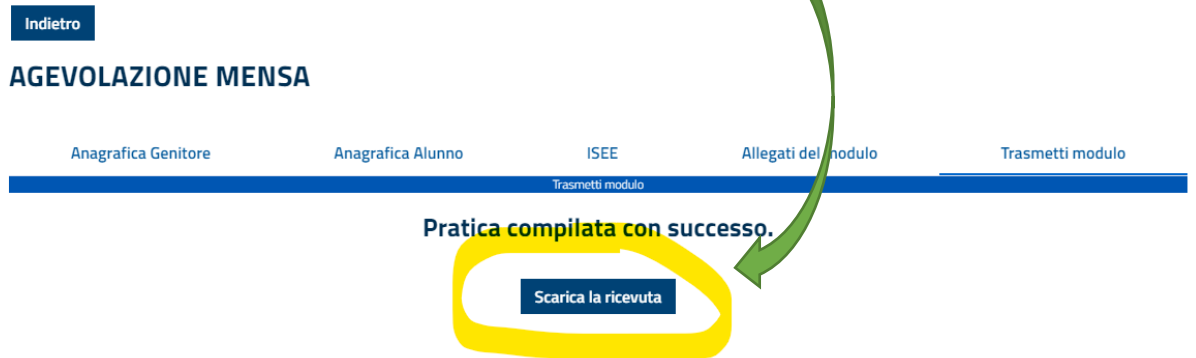 Indietro
AGEVOLAZIONE MENSA
Anagrafica Genitore Anagrafica Alunno ISEE Allegati del modulo Trasmetti modulo
Trasmetti modulo
Pratica compilata con successo.
Scarica la ricevuta